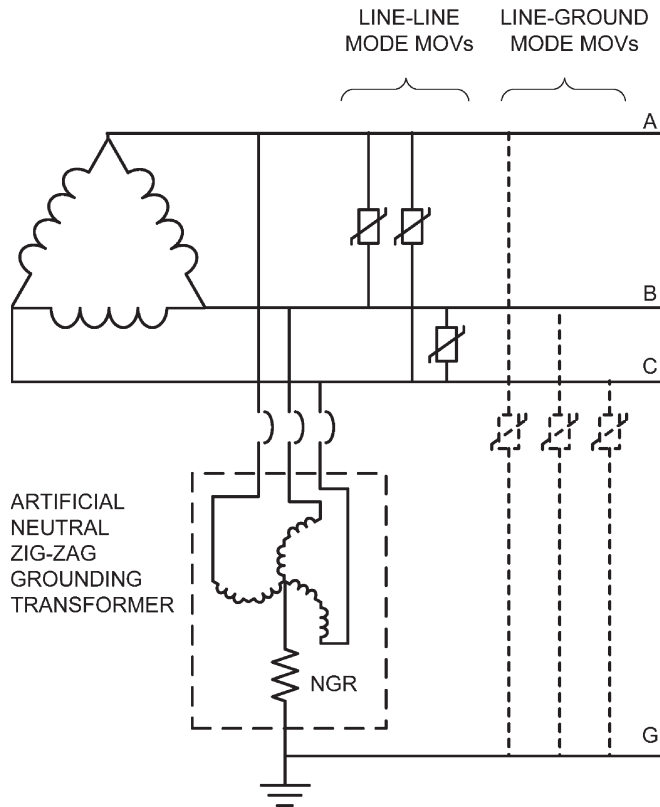 LINE-LINE
MODE MOVs
LINE-GROUND
MODE MOVs
A
B
C
ARTIFICIAL
NEUTRAL
ZIG-ZAG
GROUNDING
TRANSFORMER
NGR
G